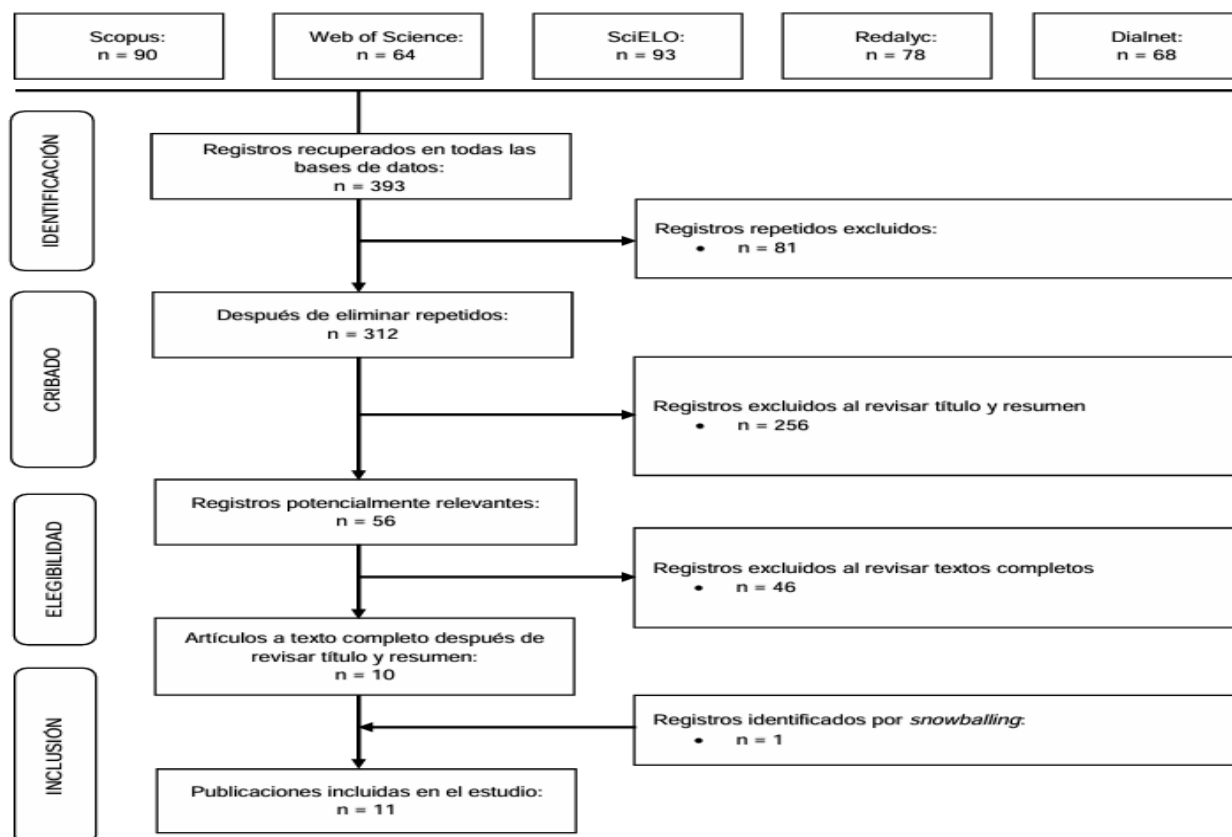 Scopus:
n = 90
Web of Science:
n = 64
SciELO:
n = 93
Redalyc:
n = 78
Dialnet:
n = 68
IDENTIFICACIÓN
Registros recuperados en todas las
bases de datos:
n = 393
Registros repetidos excluidos:
• n = 81
CRIBADO
Después de eliminar repetidos:
n = 312
Registros excluidos al revisar título y resumen
• n = 256
ELEGIBILIDAD
Registros potencialmente relevantes:
n = 56
Registros excluidos al revisar textos completos
• n = 46
Artículos a texto completo después de
revisar título y resumen:
n = 10
INCLUSIÓN
Registros identificados por snowballing:
• n = 1
Publicaciones incluidas en el estudio:
n = 11